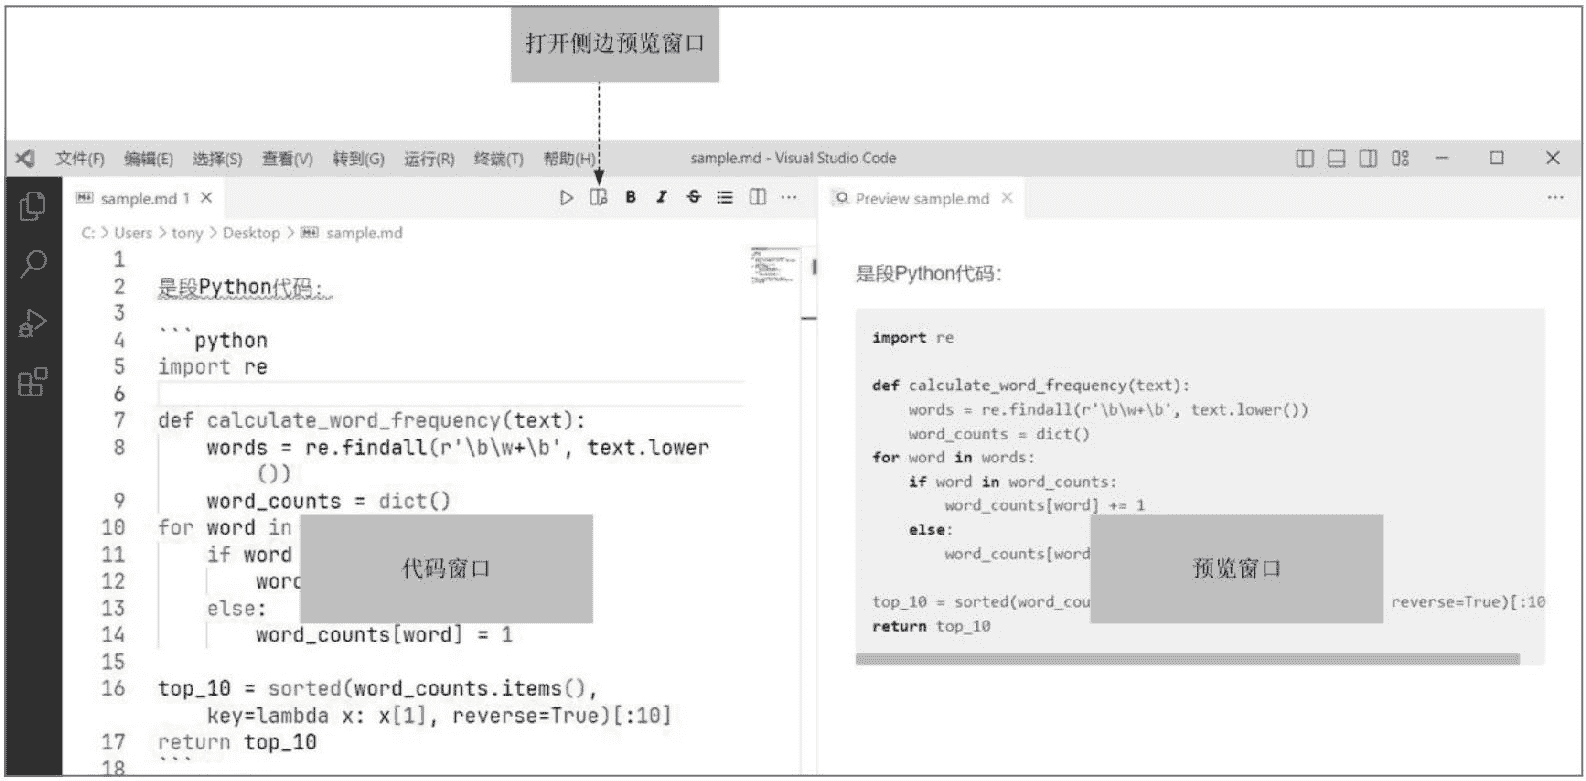 打开侧边预览窗口
文件(F) 编辑(E) 选择(S) 查看(V) 转到(G) 运行(R) 终端(T) 帮助(H) sample.md - Visual Studio Code
sample.md 1
B I S
C: > Users > tony > Desktop > sample.md
1
2 是段Python代码:
3
4 ```python
5 import re
6
7 def calculate_word_frequency(text):
8 words = re.findall(r'\b\w+\b', text.lower
())
9 word_counts = dict()
10 for word in
11 if word
12 word
13 else:
14 word_counts[word] = 1
15
16 top_10 = sorted(word_counts.items(),
key=lambda x: x[1], reverse=True)[:10]
17 return top_10
18 ```
代码窗口
Preview sample.md
是段Python代码:
import re
def calculate_word_frequency(text):
words = re.findall(r'\b\w+\b', text.lower())
word_counts = dict()
for word in words:
if word in word_counts:
word_counts[word] += 1
else:
word_counts[word
top_10 = sorted(word_cou reverse=True)[:10
return top_10
预览窗口